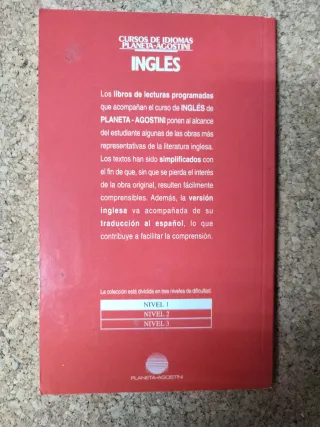 CURSOS DE IDIOMAS
PLANETA-AGOSTINI
INGLÉS
Los libros de lecturas programadas
que acompañan el curso de INGLÉS de
PLANETA - AGOSTINI ponen al alcance
del estudiante algunas de las obras más
representativas de la literatura inglesa.
Los textos han sido simplificados con
el fin de que, sin que se pierda el interés
de la obra original, resulten fácilmente
comprensibles. Además, la versión
inglesa va acompañada de su
traducción al español, lo que
contribuye a facilitar la comprensión.
La colección está dividida en tres niveles de dificultad.
NIVEL 1
NIVEL 2
NIVEL 3
PLANETA-AGOSTINI